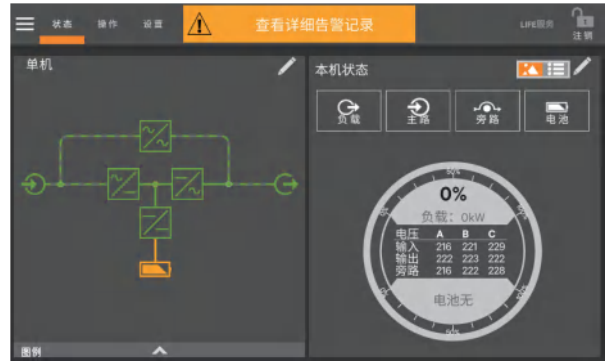 状态 操作 设置 查看详细告警记录 LIFE服务 注销
单机
本机状态
负载 主路 旁路 电池
0%
负载: 0kW
电压 A B C
输入 216 221 229
输出 222 223 222
旁路 216 222 228
电池无
图例